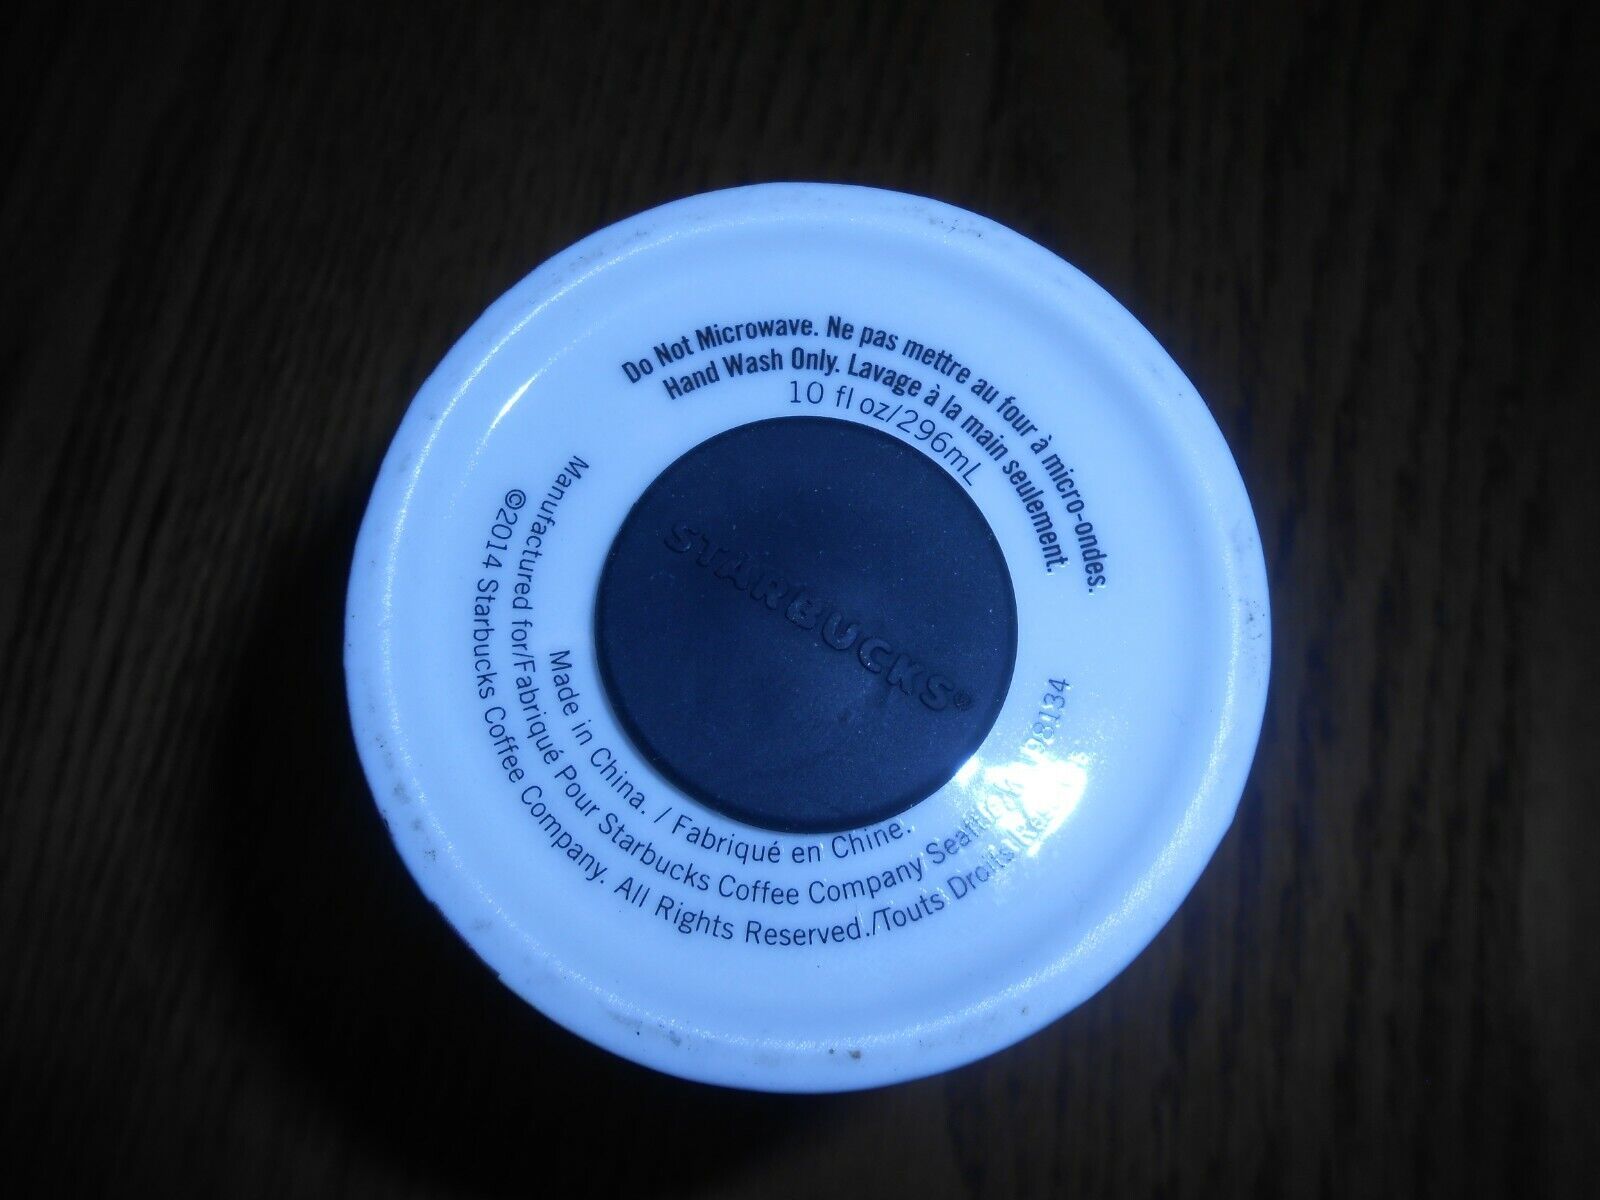 Do Not Microwave. Ne pas mettre au four à micro-ondes.
Hand Wash Only. Lavage à la main seulement.
10 fl oz/296mL
STARBUCKS®
Made in China. / Fabriqué en Chine.
Manufactured for/Fabriqué Pour Starbucks Coffee Company 98134
©2014 Starbucks Coffee Company. All Rights Reserved./Touts Droits